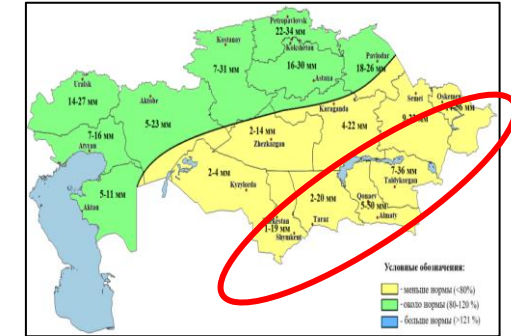 Petropavlovsk
22-34 мм
Kostanay
Kokshetau
7-31 мм
16-30 мм
Pavlodar
18-26 мм
Astana
Uralsk
14-27 мм
Aktobe
5-23 мм
Semei
Oskemen
Karaganda
7-16 мм
Atyrau
2-14 мм
Zhezkazgan
4-22 мм
2-4 мм
Kyzylorda
7-36 мм
Taldykorgan
5-11 мм
Aktau
2-20 мм
Taraz
Qonaev
5-50 мм
Almaty
1-19 мм
Shymkent
Условные обозначения:
- меньше нормы (<80%)
- около нормы (80-120 %)
- больше нормы (>121 %)